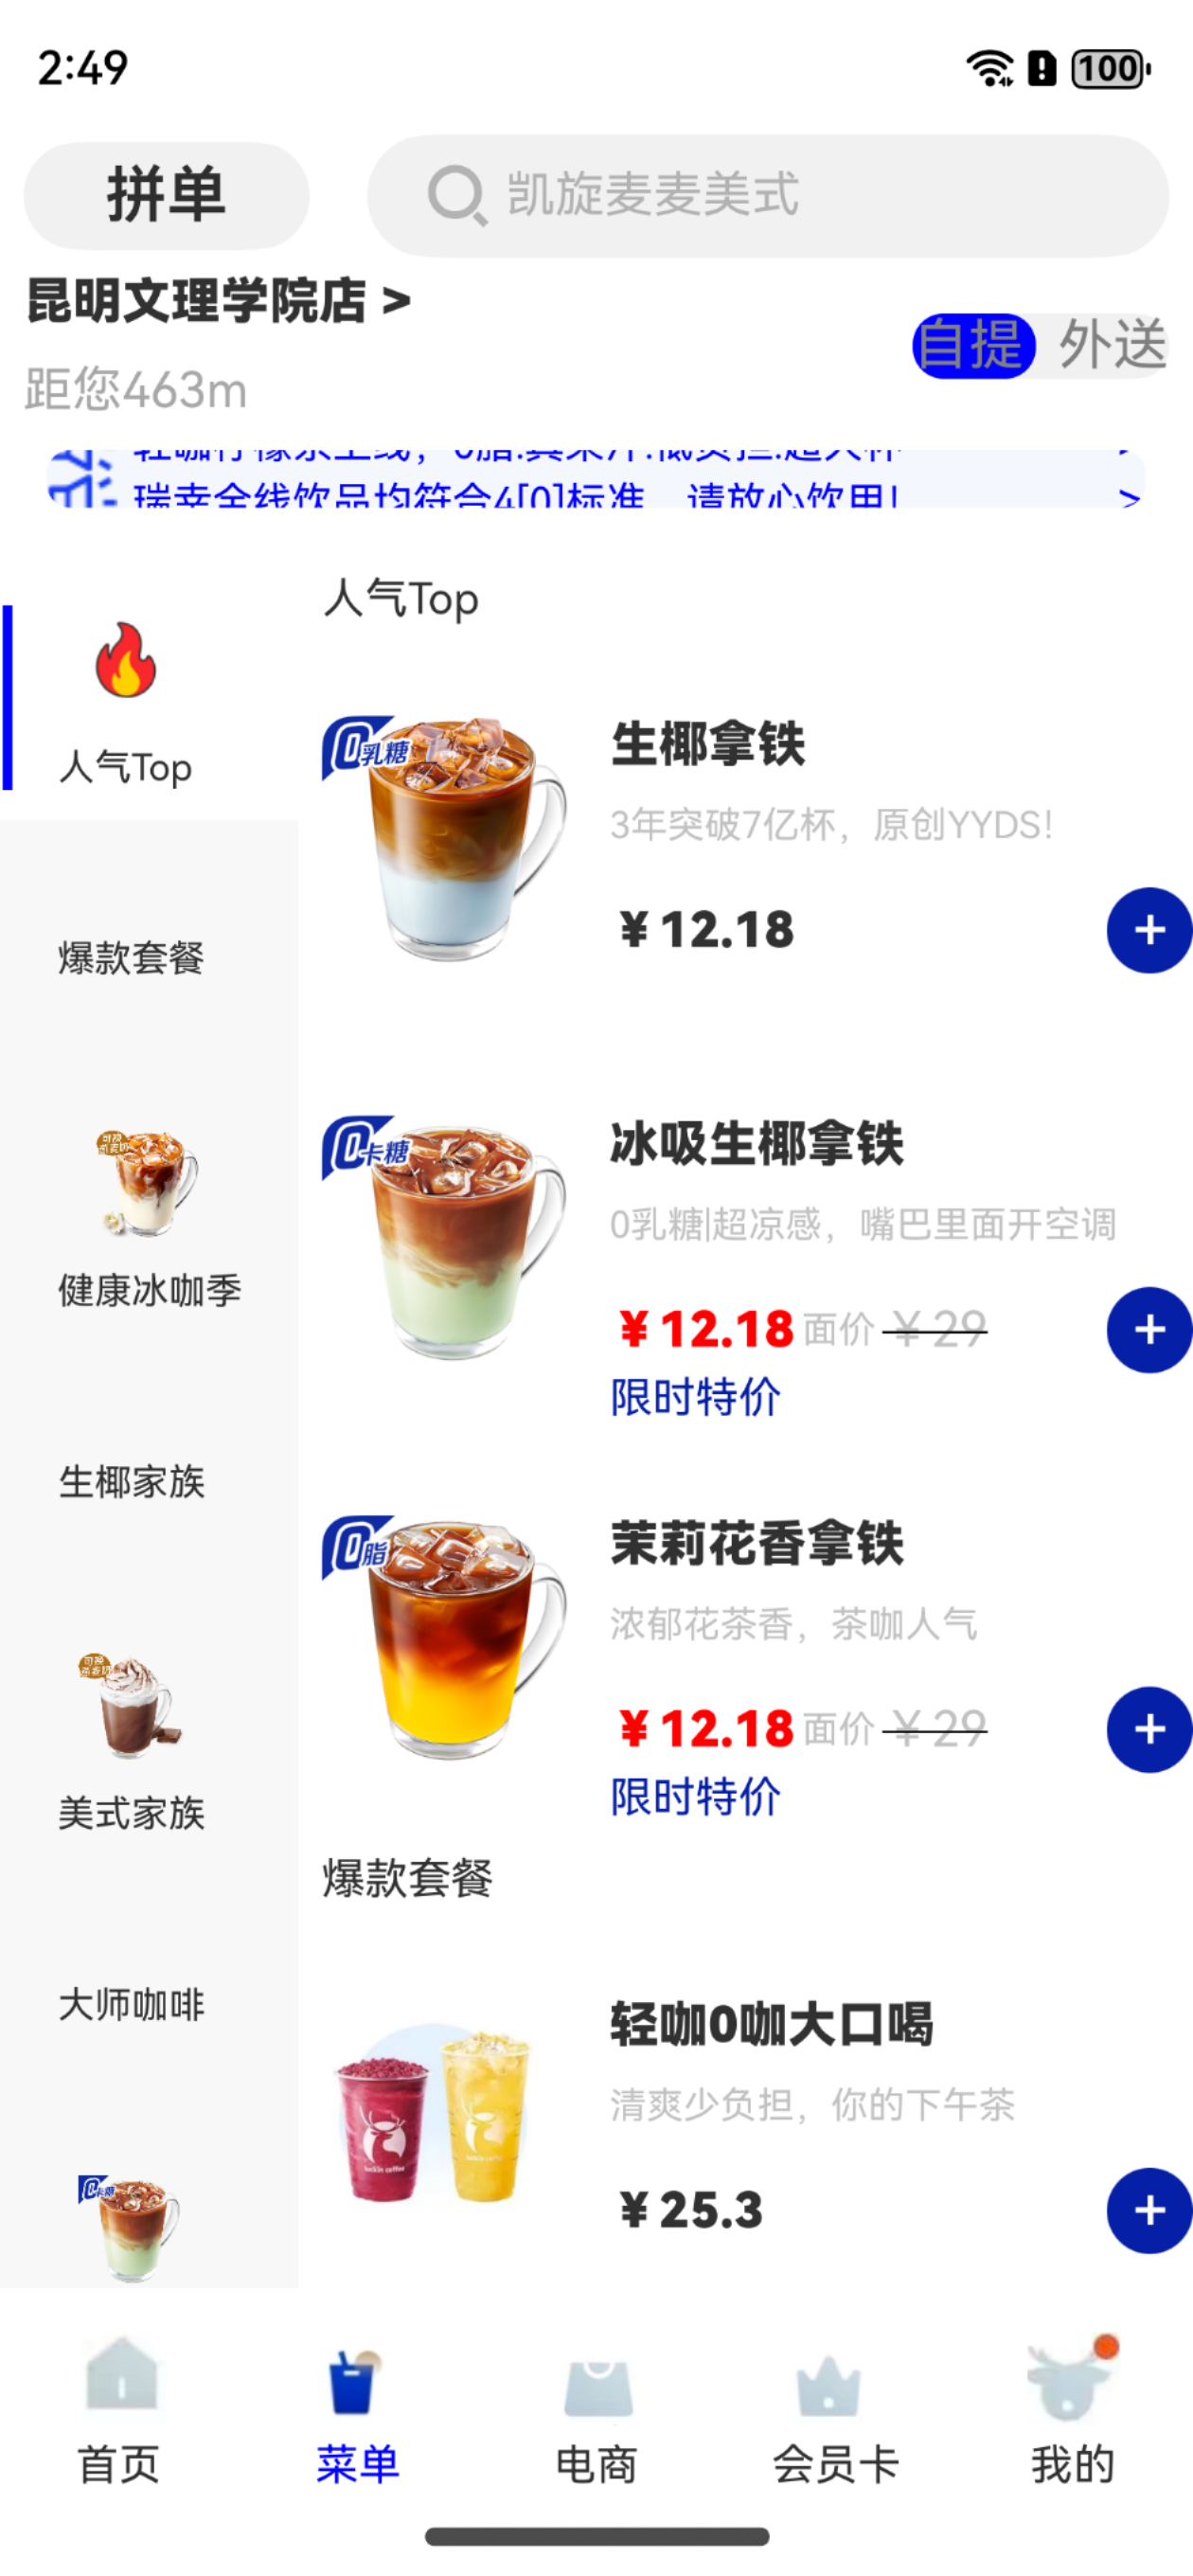 2:49
100
拼单
凯旋麦麦美式
昆明文理学院店 >
距您463m
自提
外送
瑞幸全线饮品均符合4[0]标准，请放心饮用!
>
人气Top
人气Top
0乳糖
生椰拿铁
3年突破7亿杯，原创YYDS!
¥ 12.18
+
爆款套餐
0卡糖
冰吸生椰拿铁
0乳糖|超凉感，嘴巴里面开空调
¥ 12.18 面价 ¥ 29
+
限时特价
健康冰咖季
生椰家族
0脂
茉莉花香拿铁
浓郁花茶香，茶咖人气
¥ 12.18 面价 ¥ 29
+
限时特价
美式家族
爆款套餐
大师咖啡
轻咖0咖大口喝
清爽少负担，你的下午茶
¥ 25.3
+
首页
菜单
电商
会员卡
我的